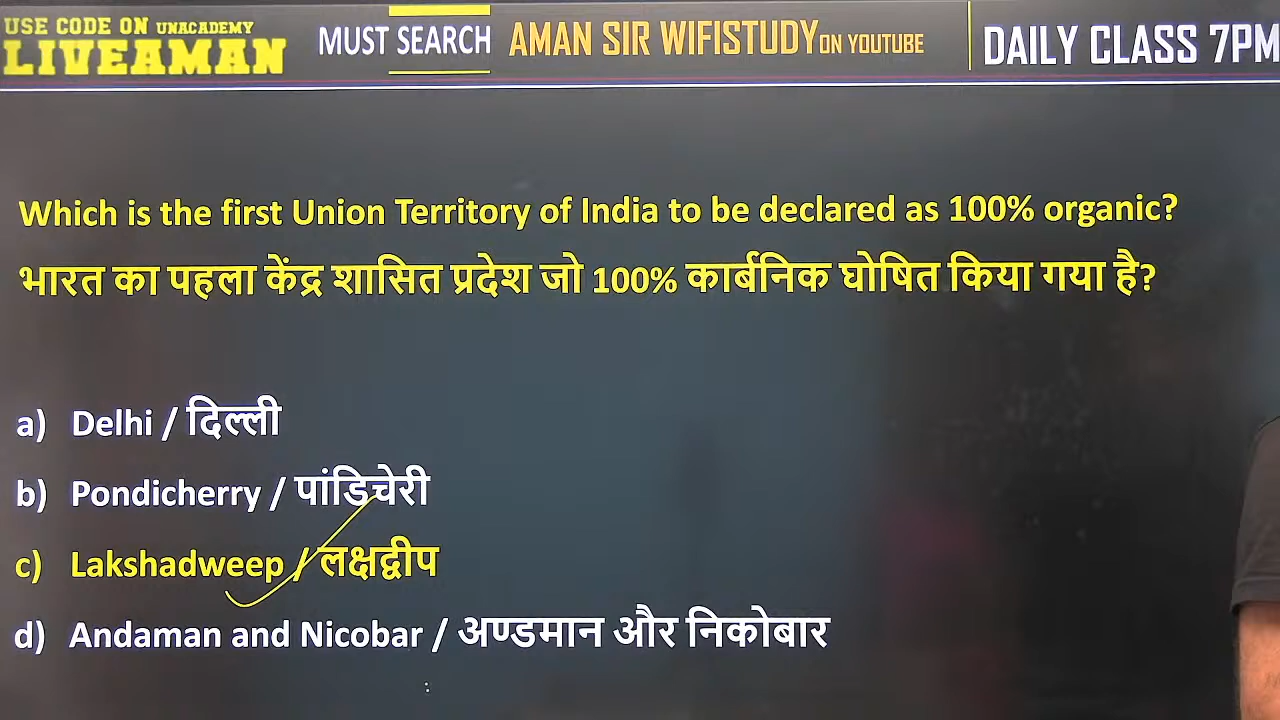 USE CODE ON UNACADEMY
LIVEAMAN
MUST SEARCH AMAN SIR WIFISTUDY ON YOUTUBE
DAILY CLASS 7PM
Which is the first Union Territory of India to be declared as 100% organic?
भारत का पहला केंद्र शासित प्रदेश जो 100% कार्बनिक घोषित किया गया है?
a) Delhi / दिल्ली
b) Pondicherry / पांडिचेरी
c) Lakshadweep / लक्षद्वीप
d) Andaman and Nicobar / अण्डमान और निकोबार